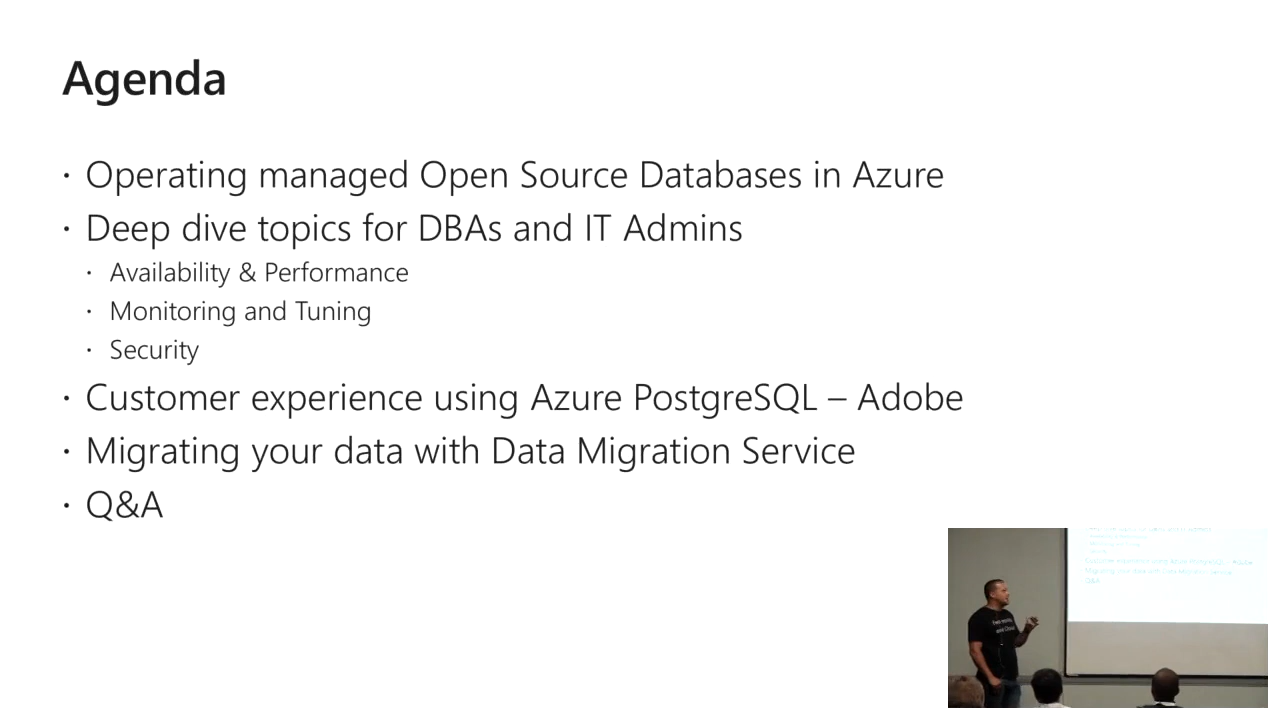 Agenda
· Operating managed Open Source Databases in Azure
· Deep dive topics for DBAs and IT Admins
· Availability & Performance
· Monitoring and Tuning
· Security
· Customer experience using Azure PostgreSQL – Adobe
· Migrating your data with Data Migration Service
· Q&A